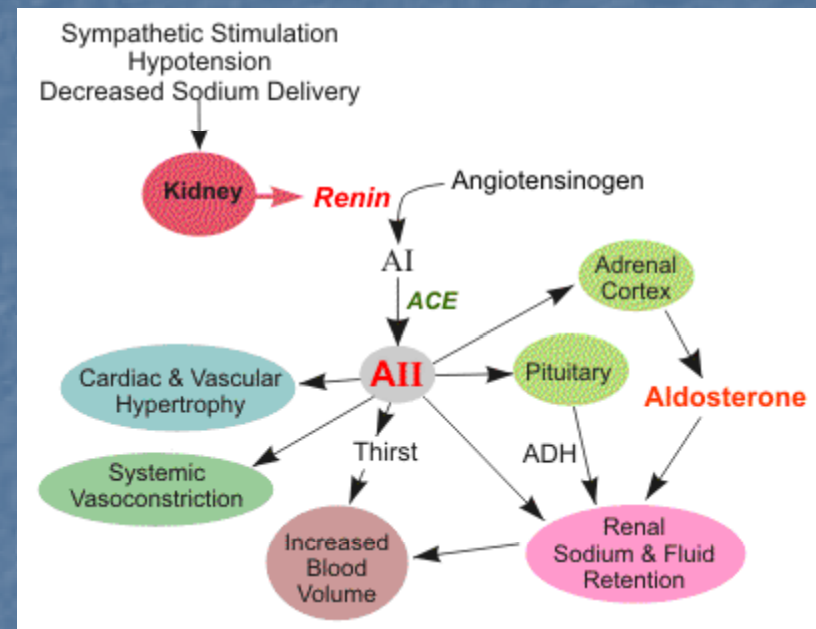 Sympathetic Stimulation
Hypotension
Decreased Sodium Delivery
Kidney
Renin
Angiotensinogen
AI
ACE
Adrenal
Cortex
AII
Pituitary
Cardiac & Vascular
Hypertrophy
Aldosterone
Thirst
ADH
Systemic
Vasoconstriction
Increased
Blood
Volume
Renal
Sodium & Fluid
Retention